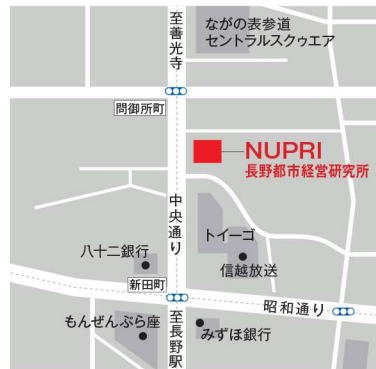 至善光寺
ながの表参道
セントラルスクゥエア
問御所町
NUPRI
長野都市経営研究所
中央通り
トイーゴ
八十二銀行
信越放送
新田町
昭和通り
もんぜんぷら座
至長野駅
みずほ銀行